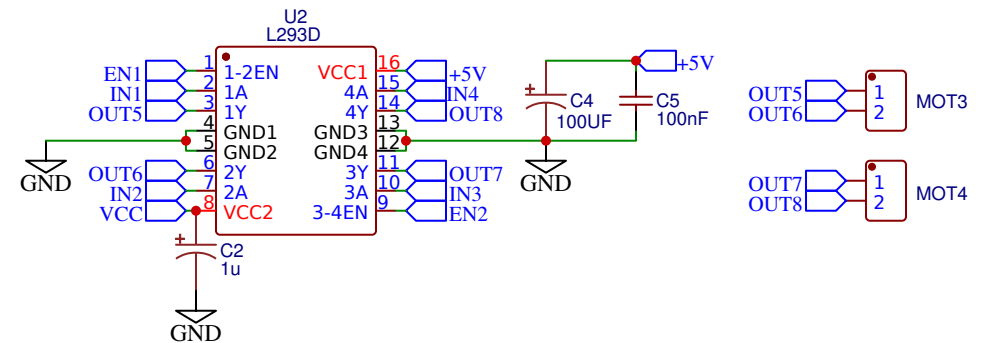 U2
L293D
EN1 1 1-2EN VCC1 16 +5V
IN1 2 1A 4A 15 IN4
OUT5 3 1Y 4Y 14 OUT8
4 GND1 GND3 13
5 GND2 GND4 12
OUT6 6 2Y 3Y 11 OUT7
IN2 7 2A 3A 10 IN3
VCC 8 VCC2 3-4EN 9 EN2
GND
+
C2
1u
GND
+5V
+
C4
100UF
C5
100nF
GND
OUT5 1
OUT6 2
MOT3
OUT7 1
OUT8 2
MOT4